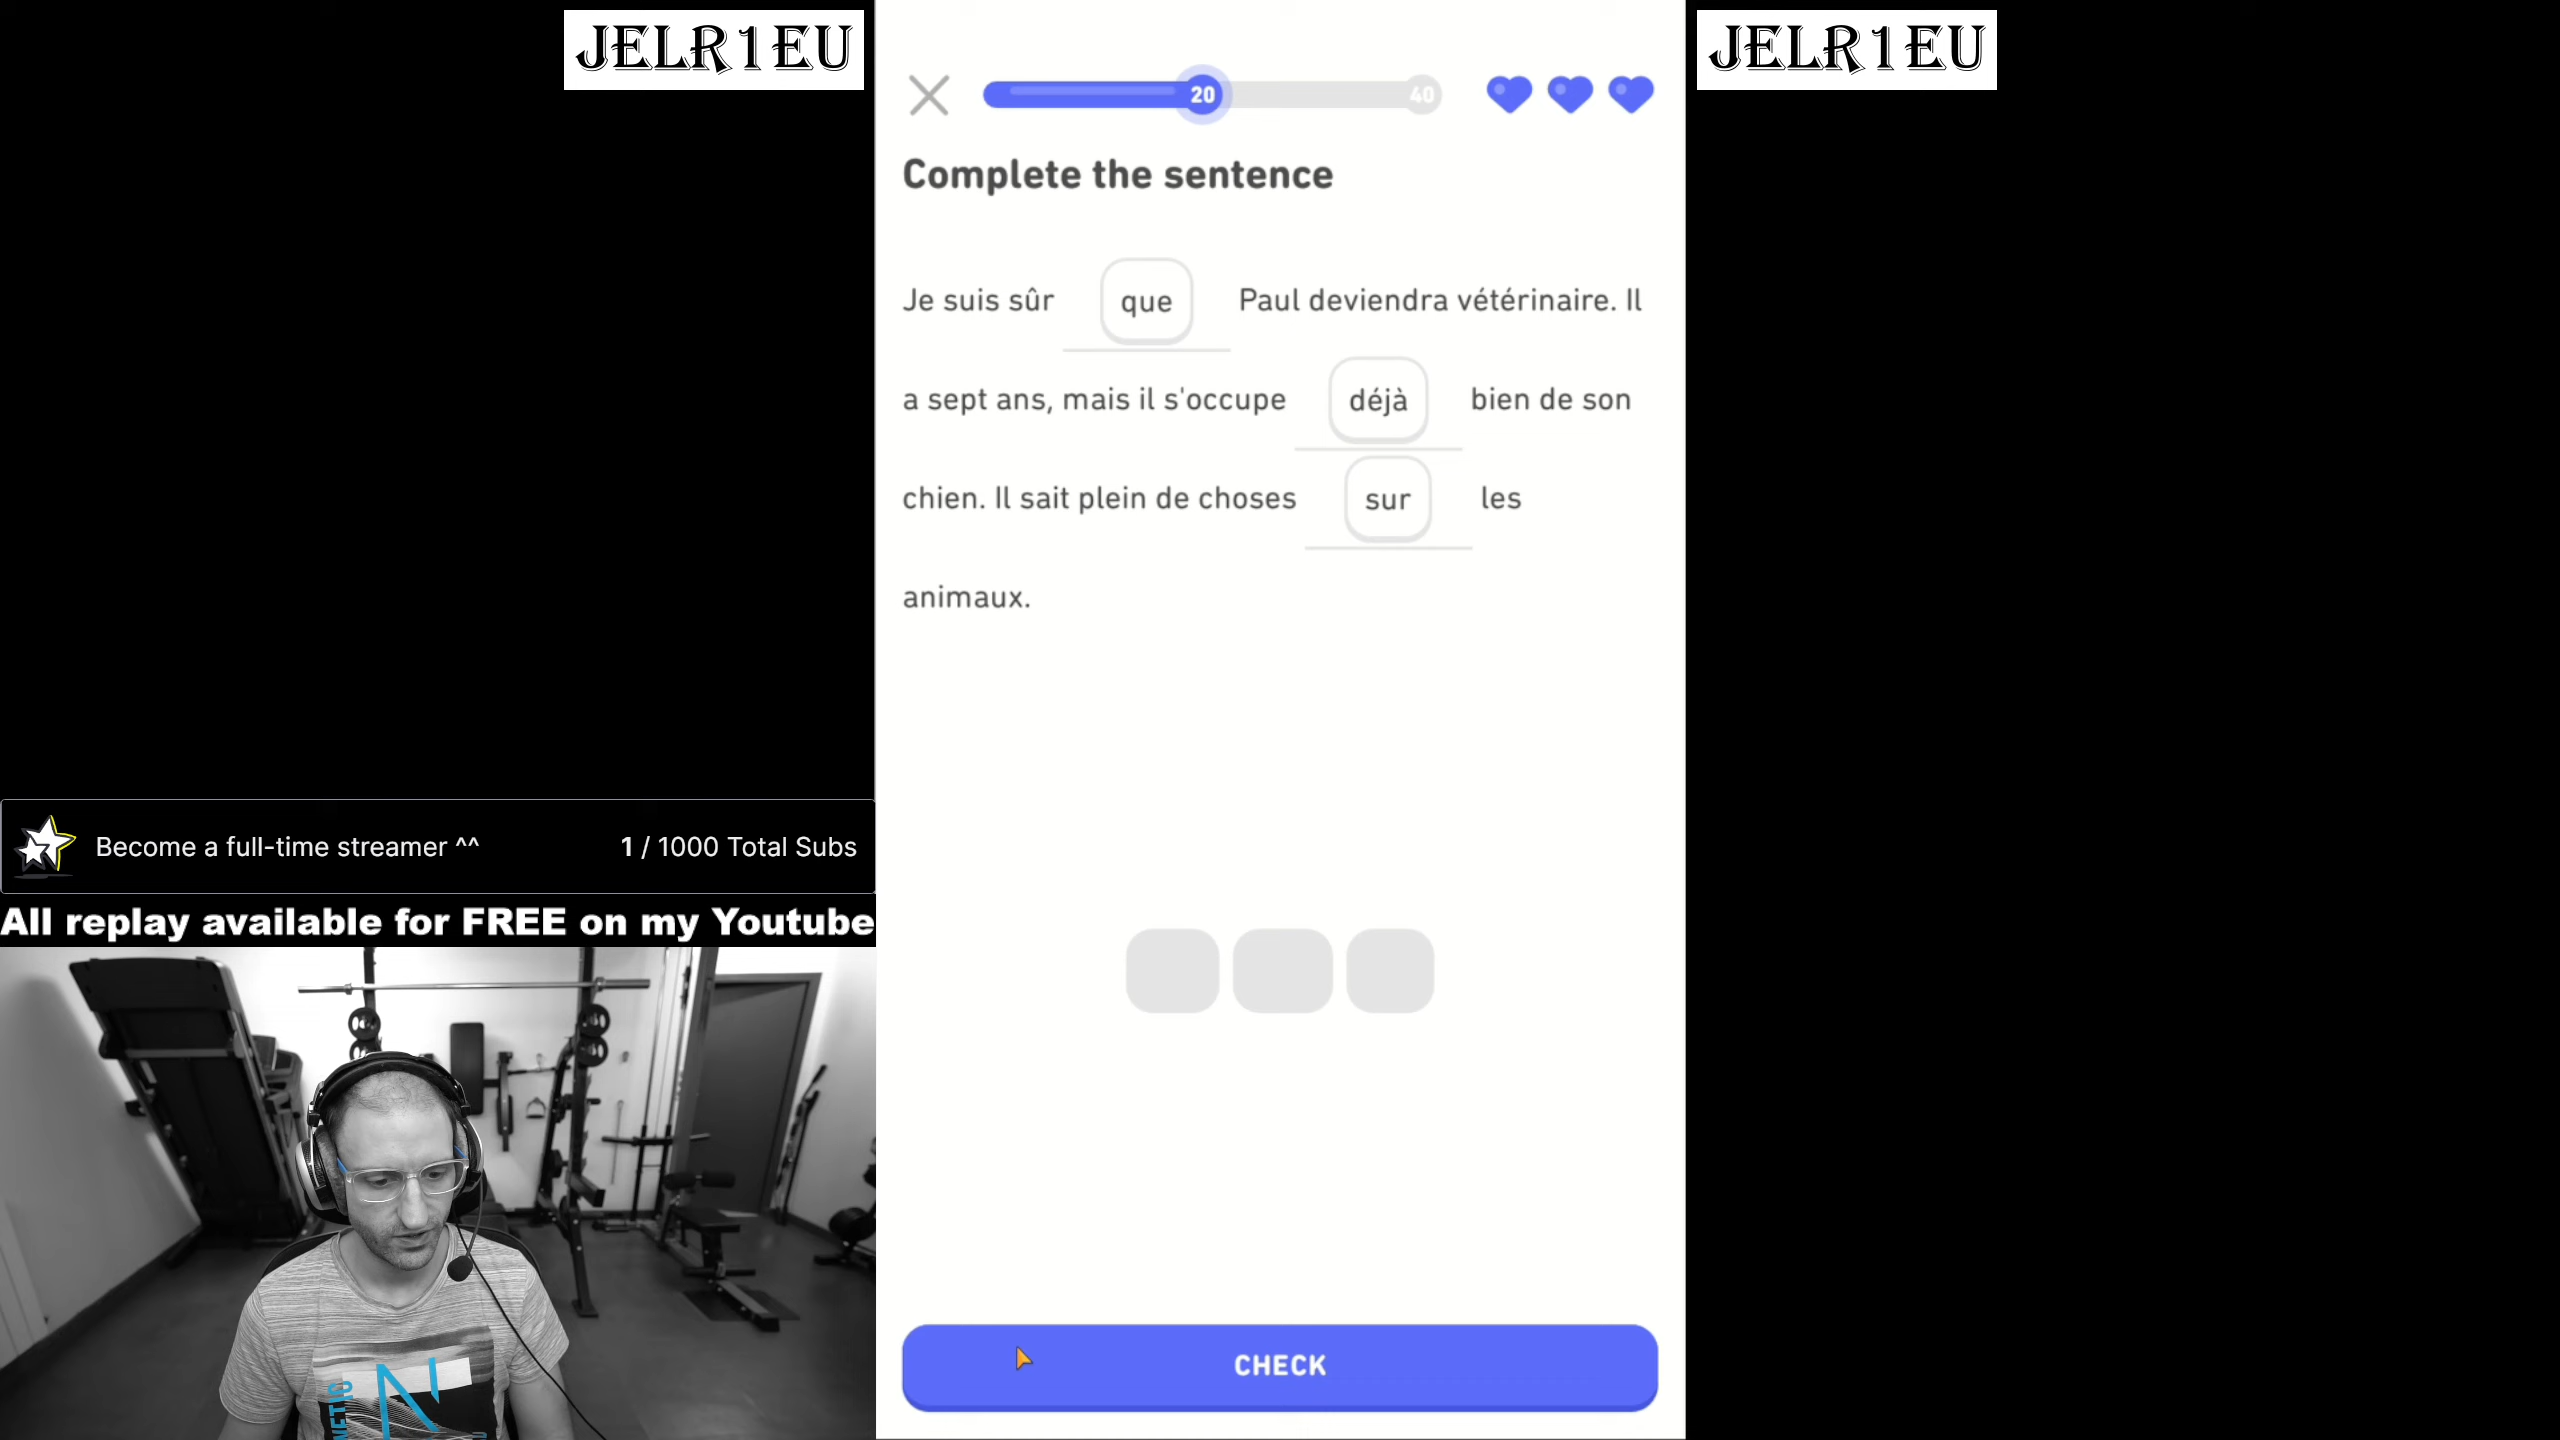 JELR1EU
JELR1EU
20
40
Complete the sentence
Je suis sûr que Paul deviendra vétérinaire. Il
a sept ans, mais il s'occupe déjà bien de son
chien. Il sait plein de choses sur les
animaux.
CHECK
Become a full-time streamer ^^ 1 / 1000 Total Subs
All replay available for FREE on my Youtube